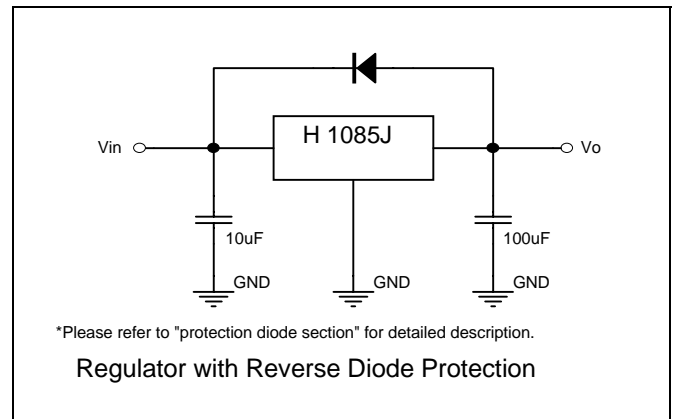 H 1085J
Vin
Vo
10uF
100uF
GND
GND
GND
*Please refer to "protection diode section" for detailed description.
Regulator with Reverse Diode Protection